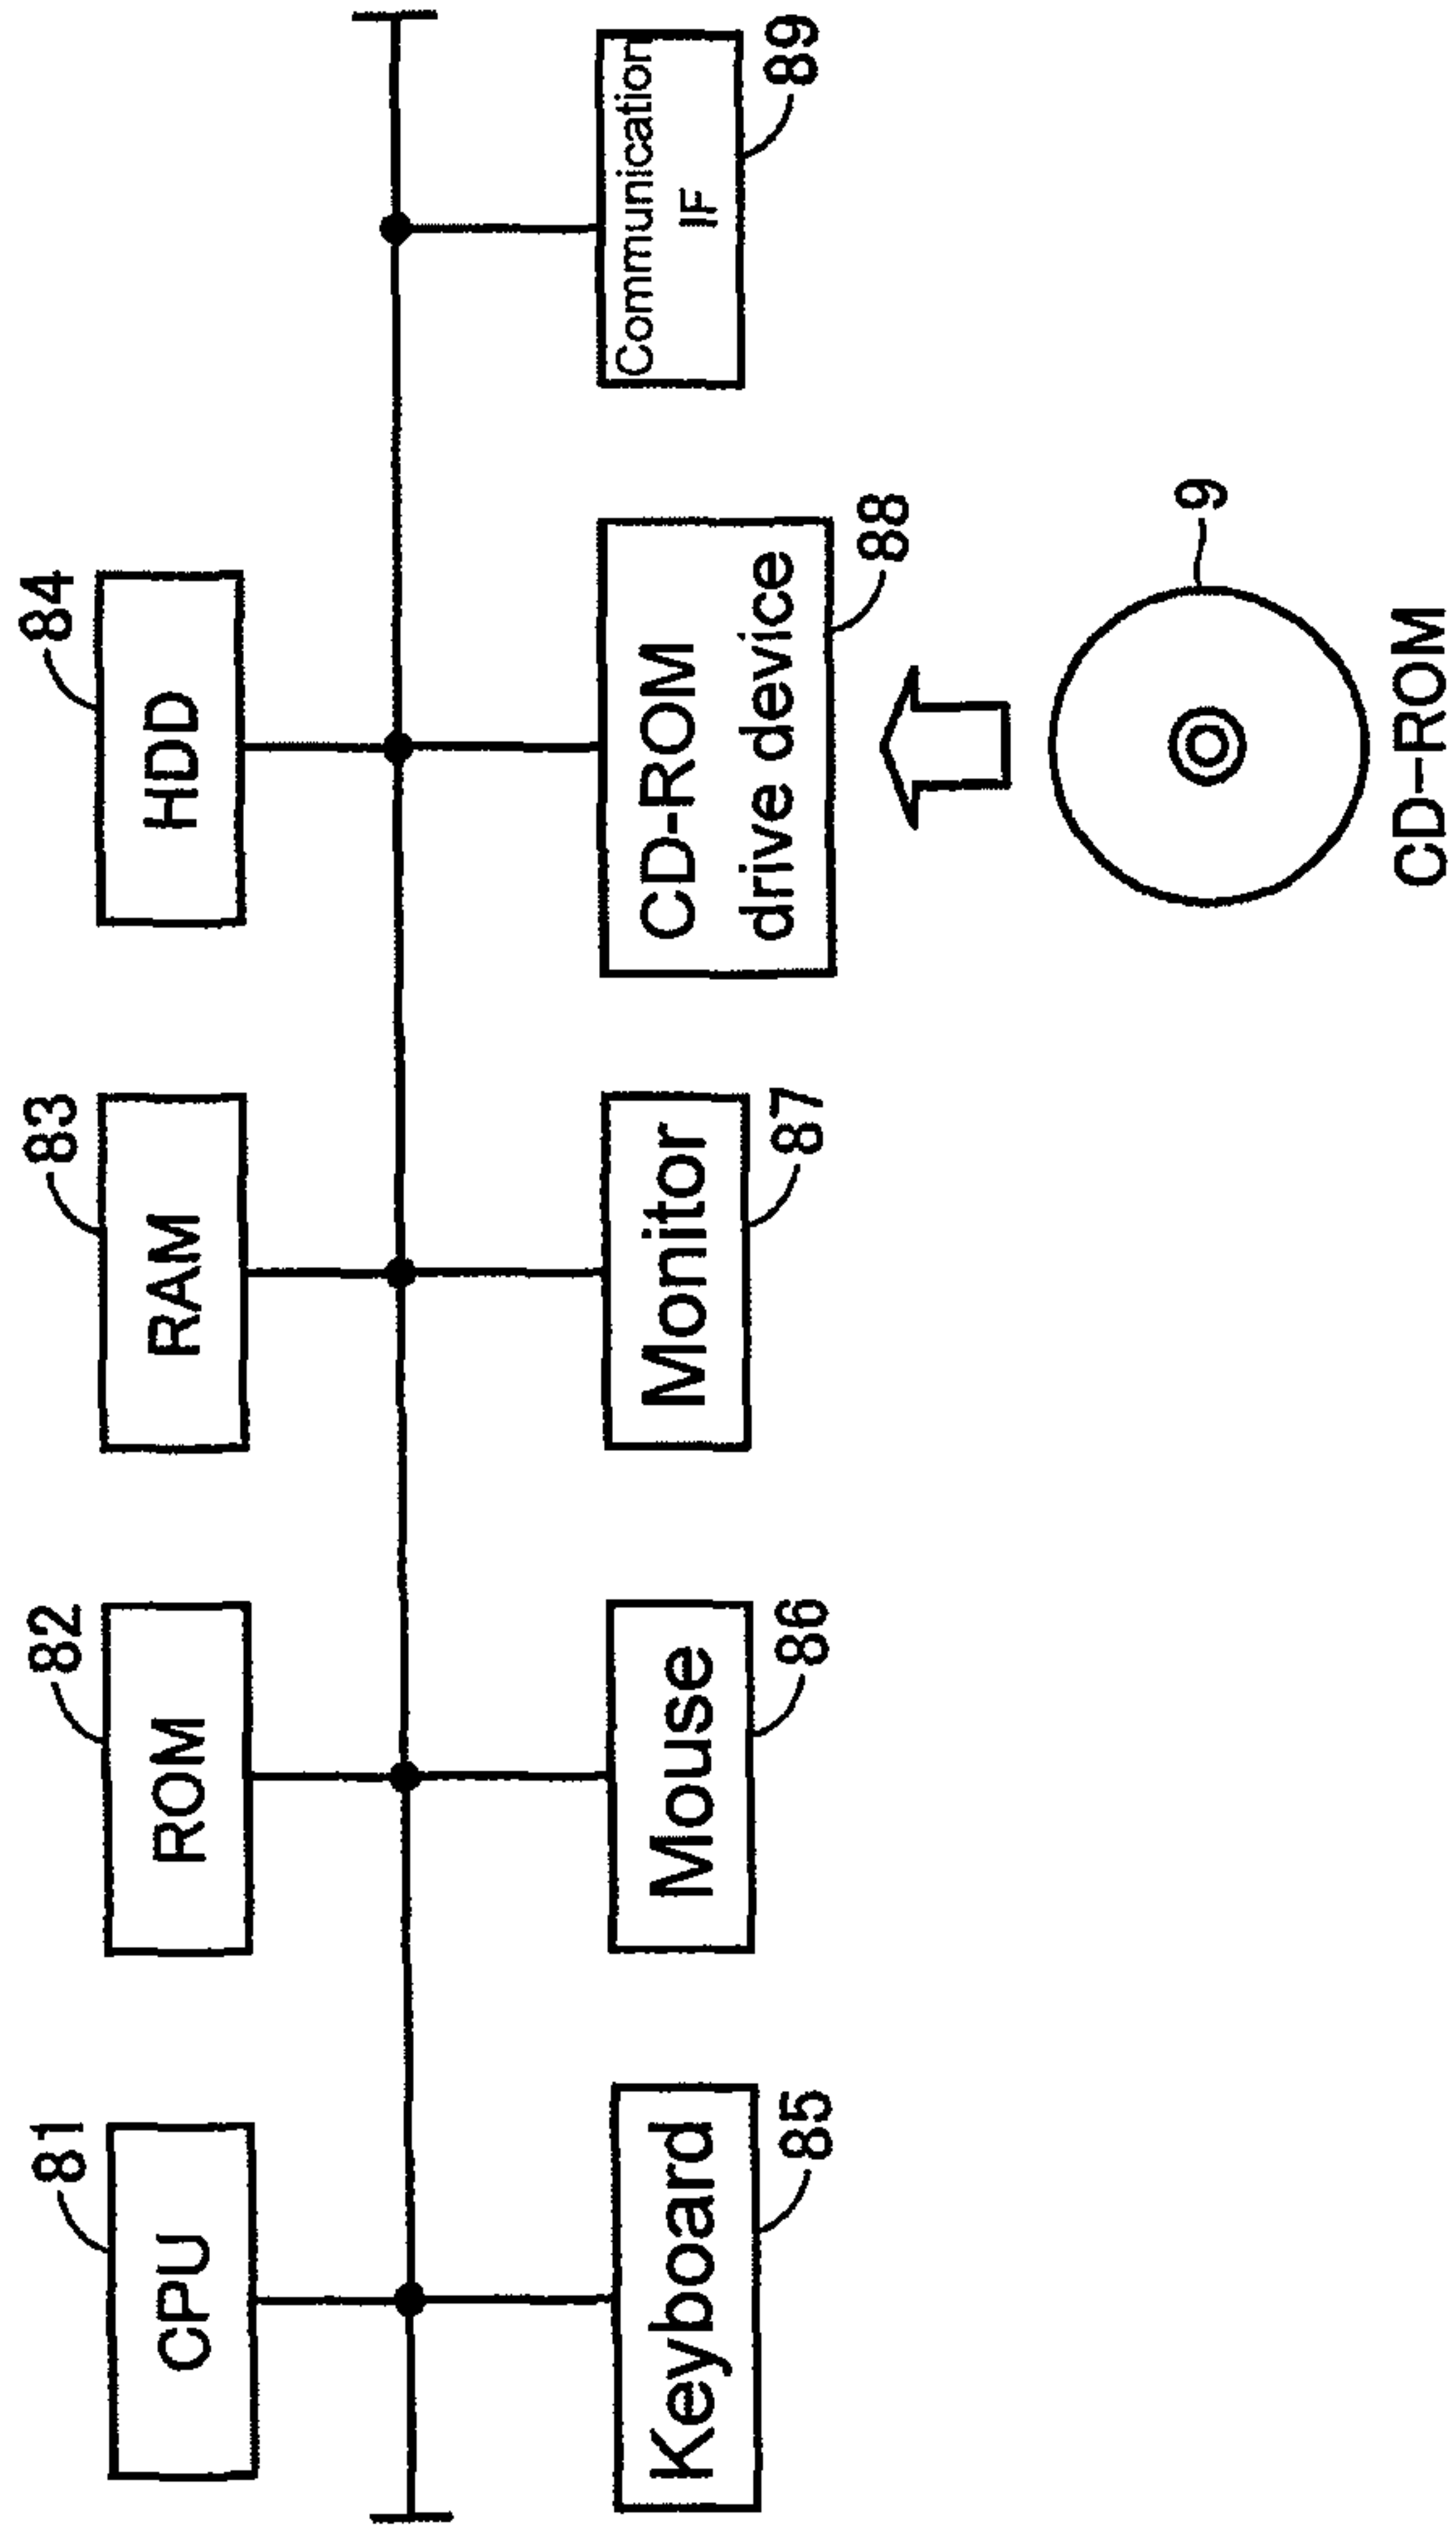 81
CPU
82
ROM
83
RAM
84
HDD
Keyboard
85
Mouse
86
Monitor
87
CD-ROM
drive device
88
Communication
IF
89
9
CD-ROM